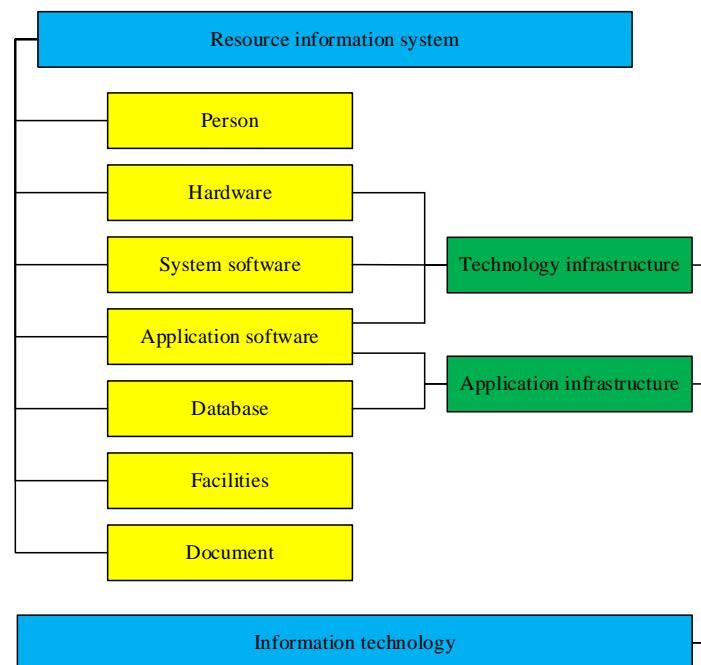 Resource information system
Person
Hardware
System software
Technology infrastructure
Application software
Application infrastructure
Database
Facilities
Document
Information technology